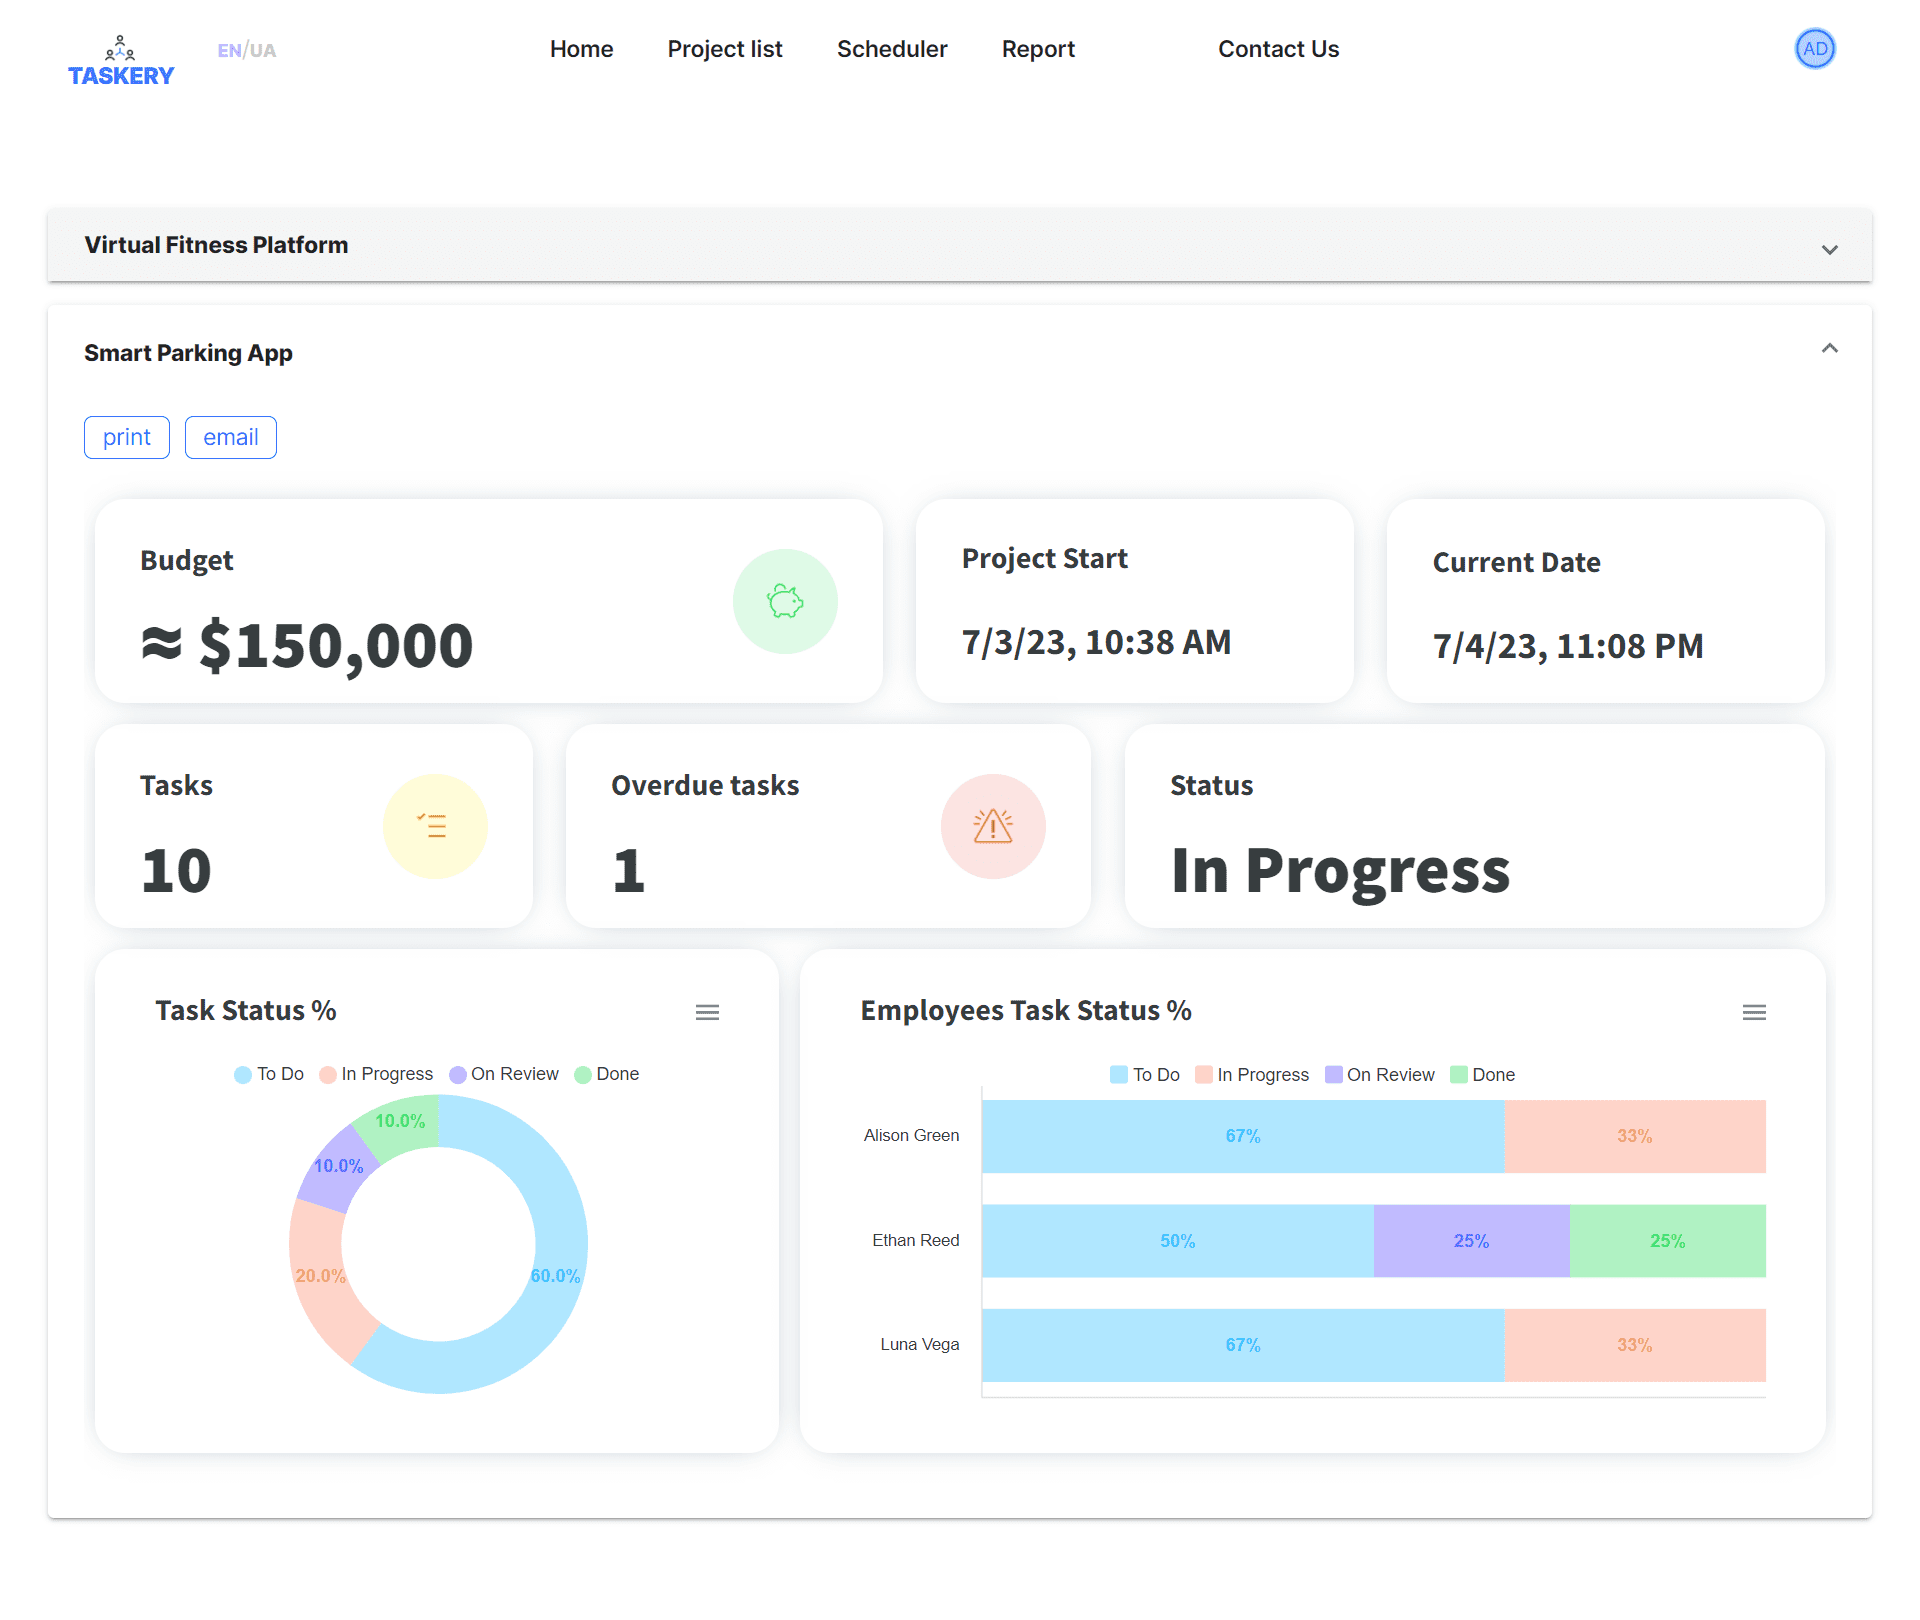 TASKERY
EN/UA
Home Project list Scheduler Report Contact Us
AD
Virtual Fitness Platform
Smart Parking App
print email
Budget
≈ $150,000
Project Start
7/3/23, 10:38 AM
Current Date
7/4/23, 11:08 PM
Tasks
10
Overdue tasks
1
Status
In Progress
Task Status %
To Do In Progress On Review Done
10.0%
10.0%
20.0%
60.0%
Employees Task Status %
To Do In Progress On Review Done
Alison Green 67% 33%
Ethan Reed 50% 25% 25%
Luna Vega 67% 33%